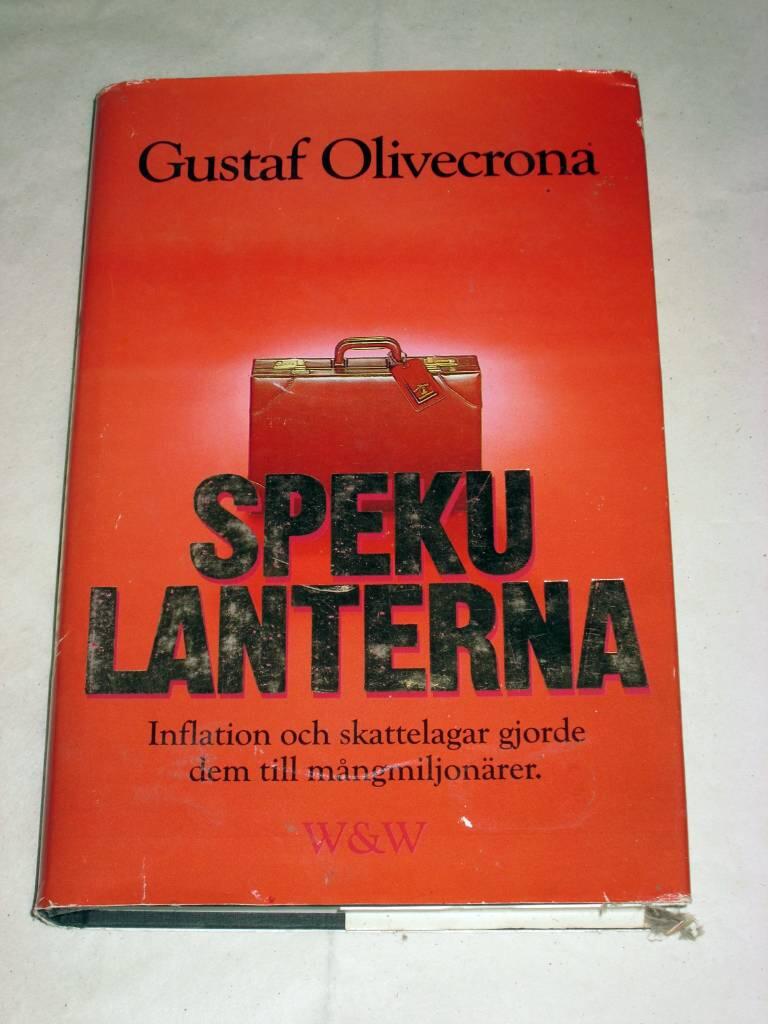 Gustaf Olivecrona
SPEKU
LANTERNA
Inflation och skattelagar gjorde
dem till mångmiljonärer.
W&W